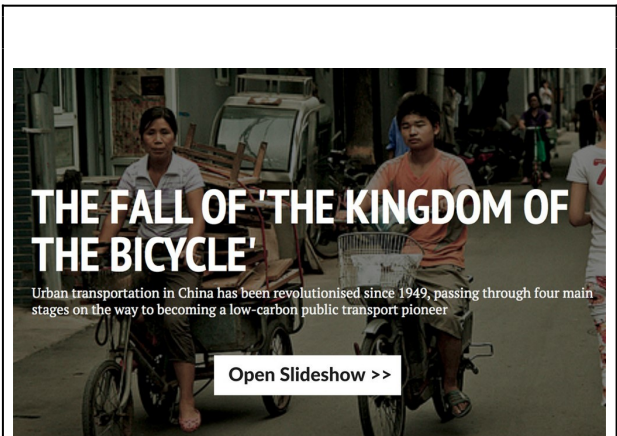 THE FALL OF 'THE KINGDOM OF
THE BICYCLE'
Urban transportation in China has been revolutionised since 1949, passing through four main
stages on the way to becoming a low-carbon public transport pioneer
Open Slideshow >>